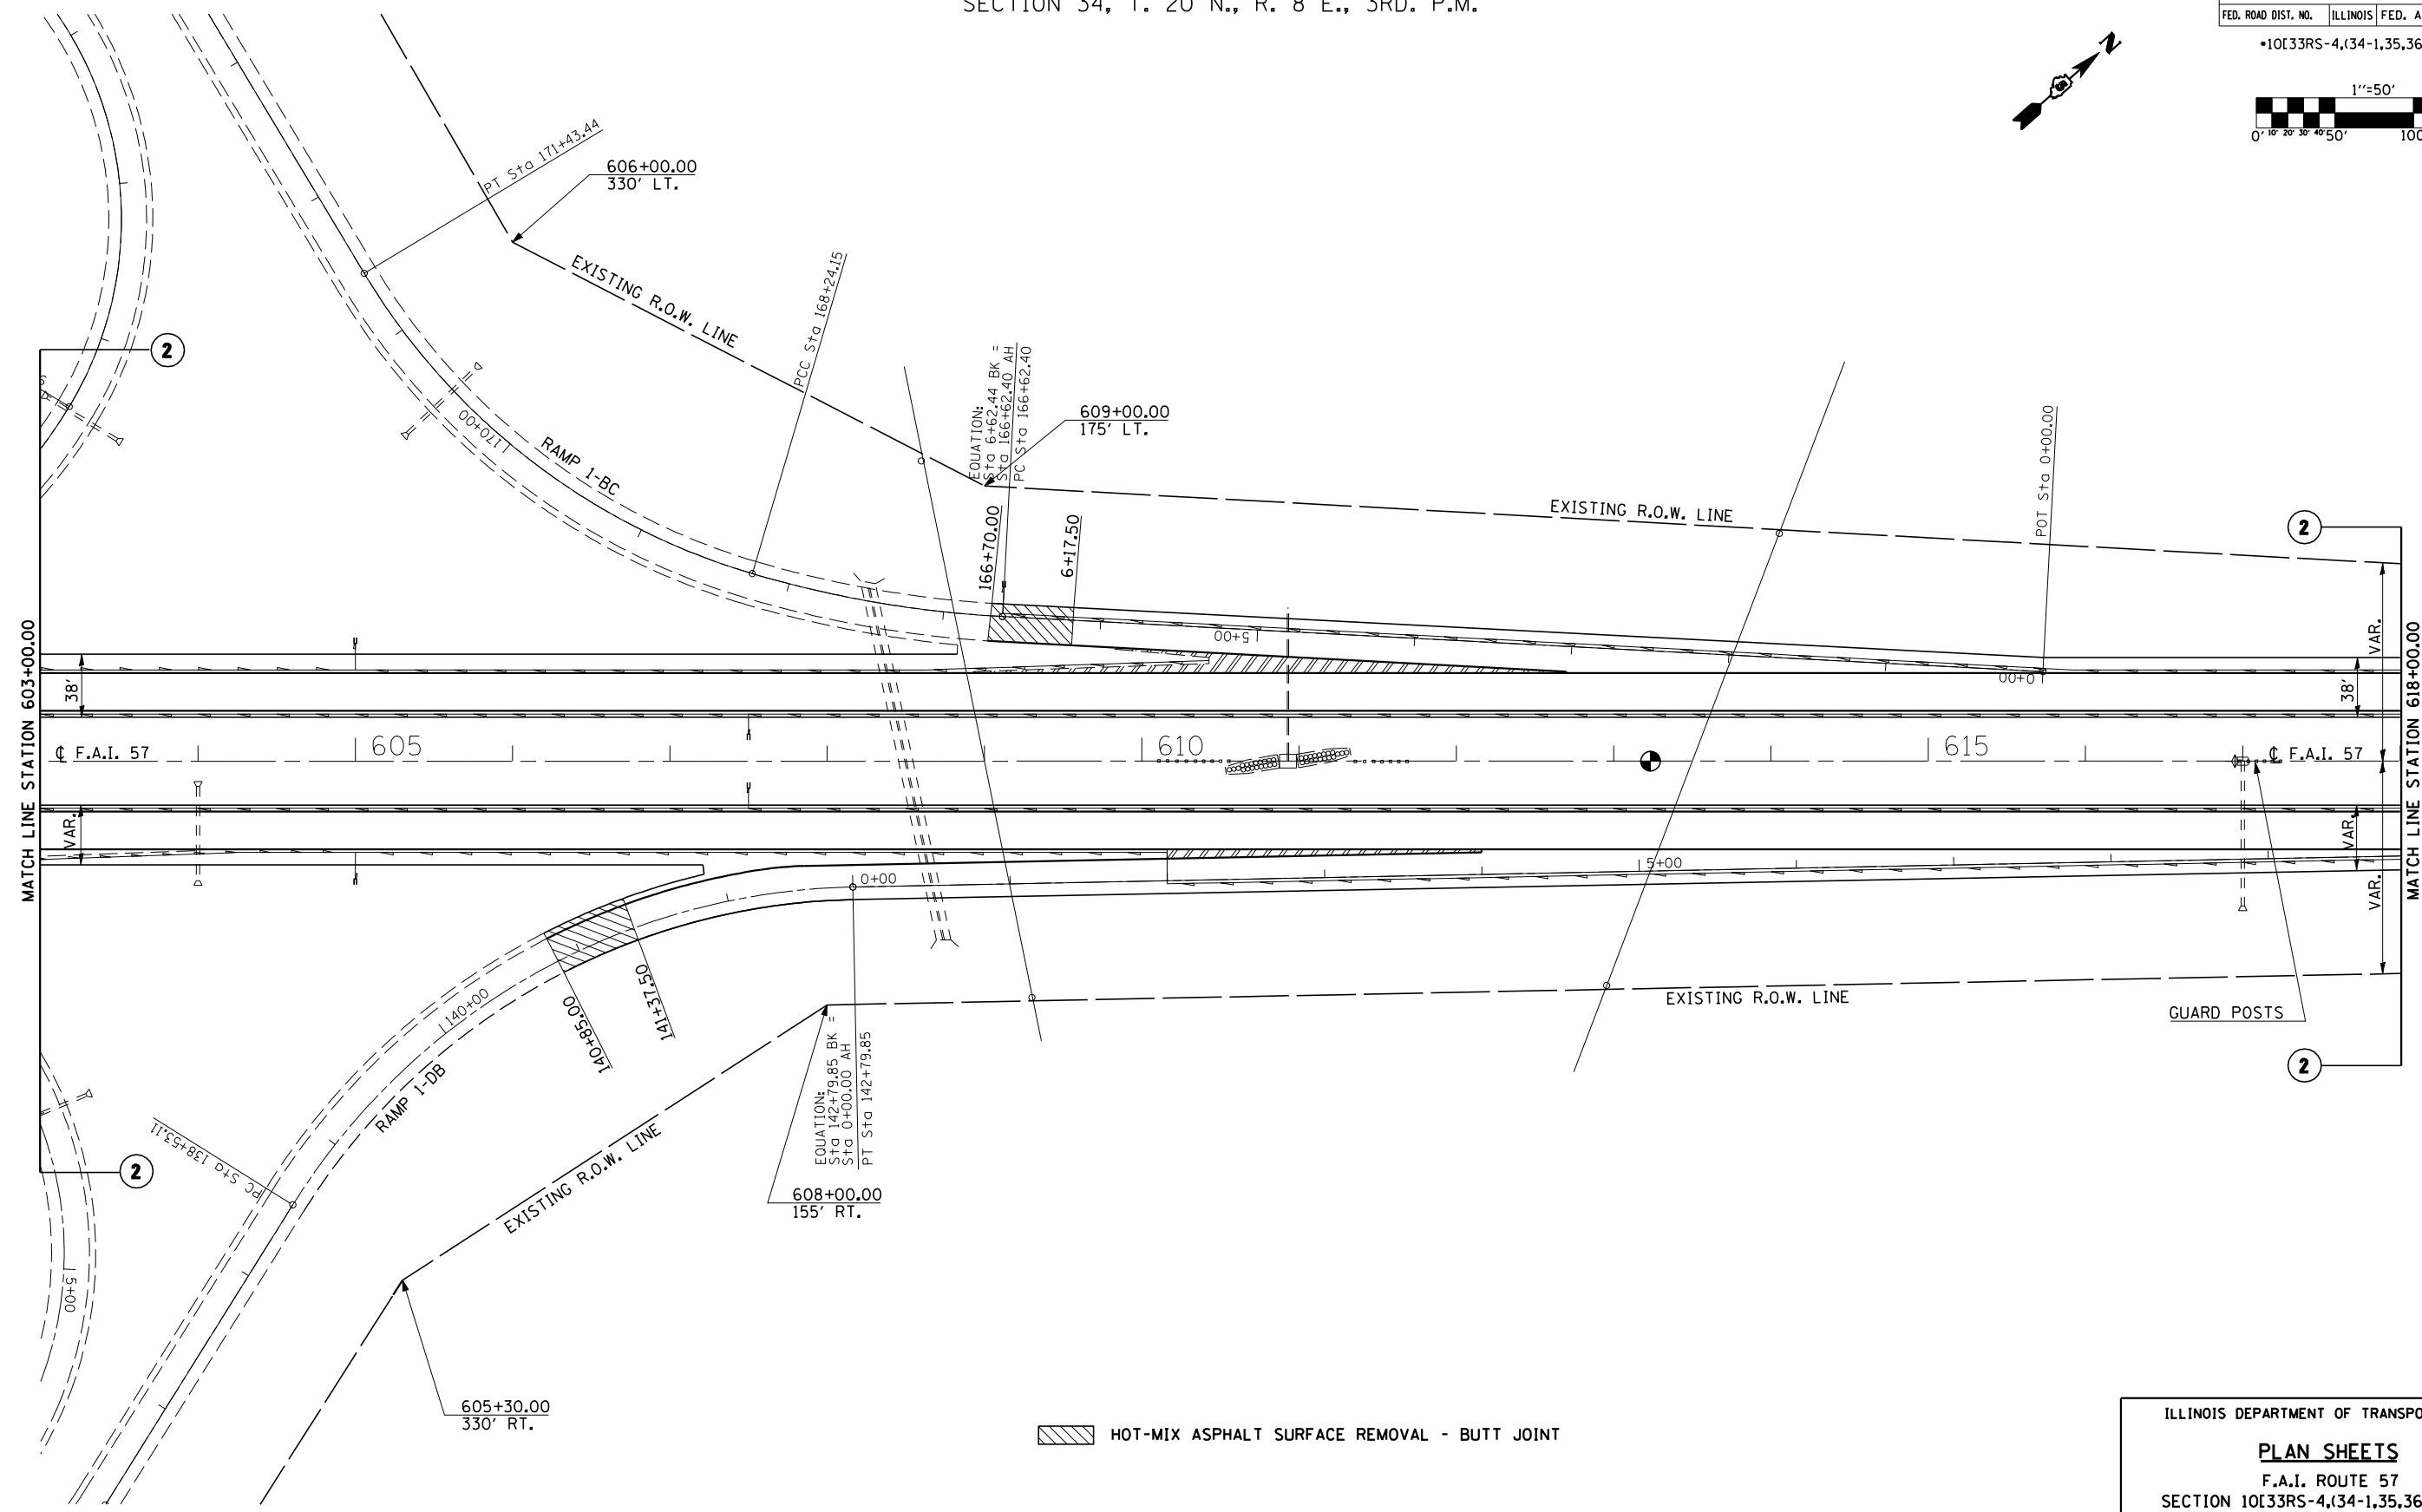 SECTION 34, T. 20 N., R. 8 E., 3RD. P.M.
FED. ROAD DIST. NO. ILLINOIS FED. A
•10[33RS-4,(34-1,35,36
N
1''=50'
0' 10' 20' 30' 40' 50' 100
PT Sta 171+43.44
606+00.00
330' LT.
EXISTING R.O.W. LINE
PCC Sta 168+24.15
EQUATION:
Sta 6+62.44 BK =
Sta 166+62.40 AH
PC Sta 166+62.40
609+00.00
175' LT.
2
170+00
RAMP 1-BC
EXISTING R.O.W. LINE
POT Sta 0+00.00
2
166+70.00
6+17.50
5+00
0+00
VAR.
38'
38'
MATCH LINE STATION 603+00.00
MATCH LINE STATION 618+00.00
℄ F.A.I. 57
605
610
615
℄ F.A.I. 57
VAR.
VAR.
VAR.
0+00
5+00
140+85.00
141+37.50
140+00
RAMP 1-DB
EXISTING R.O.W. LINE
GUARD POSTS
2
2
PC Sta 138+53.11
EQUATION:
Sta 142+79.85 BK =
Sta 0+00.00 AH
PT Sta 142+79.85
608+00.00
155' RT.
EXISTING R.O.W. LINE
5+00
605+30.00
330' RT.
HOT-MIX ASPHALT SURFACE REMOVAL - BUTT JOINT
ILLINOIS DEPARTMENT OF TRANSPO
PLAN SHEETS
F.A.I. ROUTE 57
SECTION 10[33RS-4,(34-1,35,36